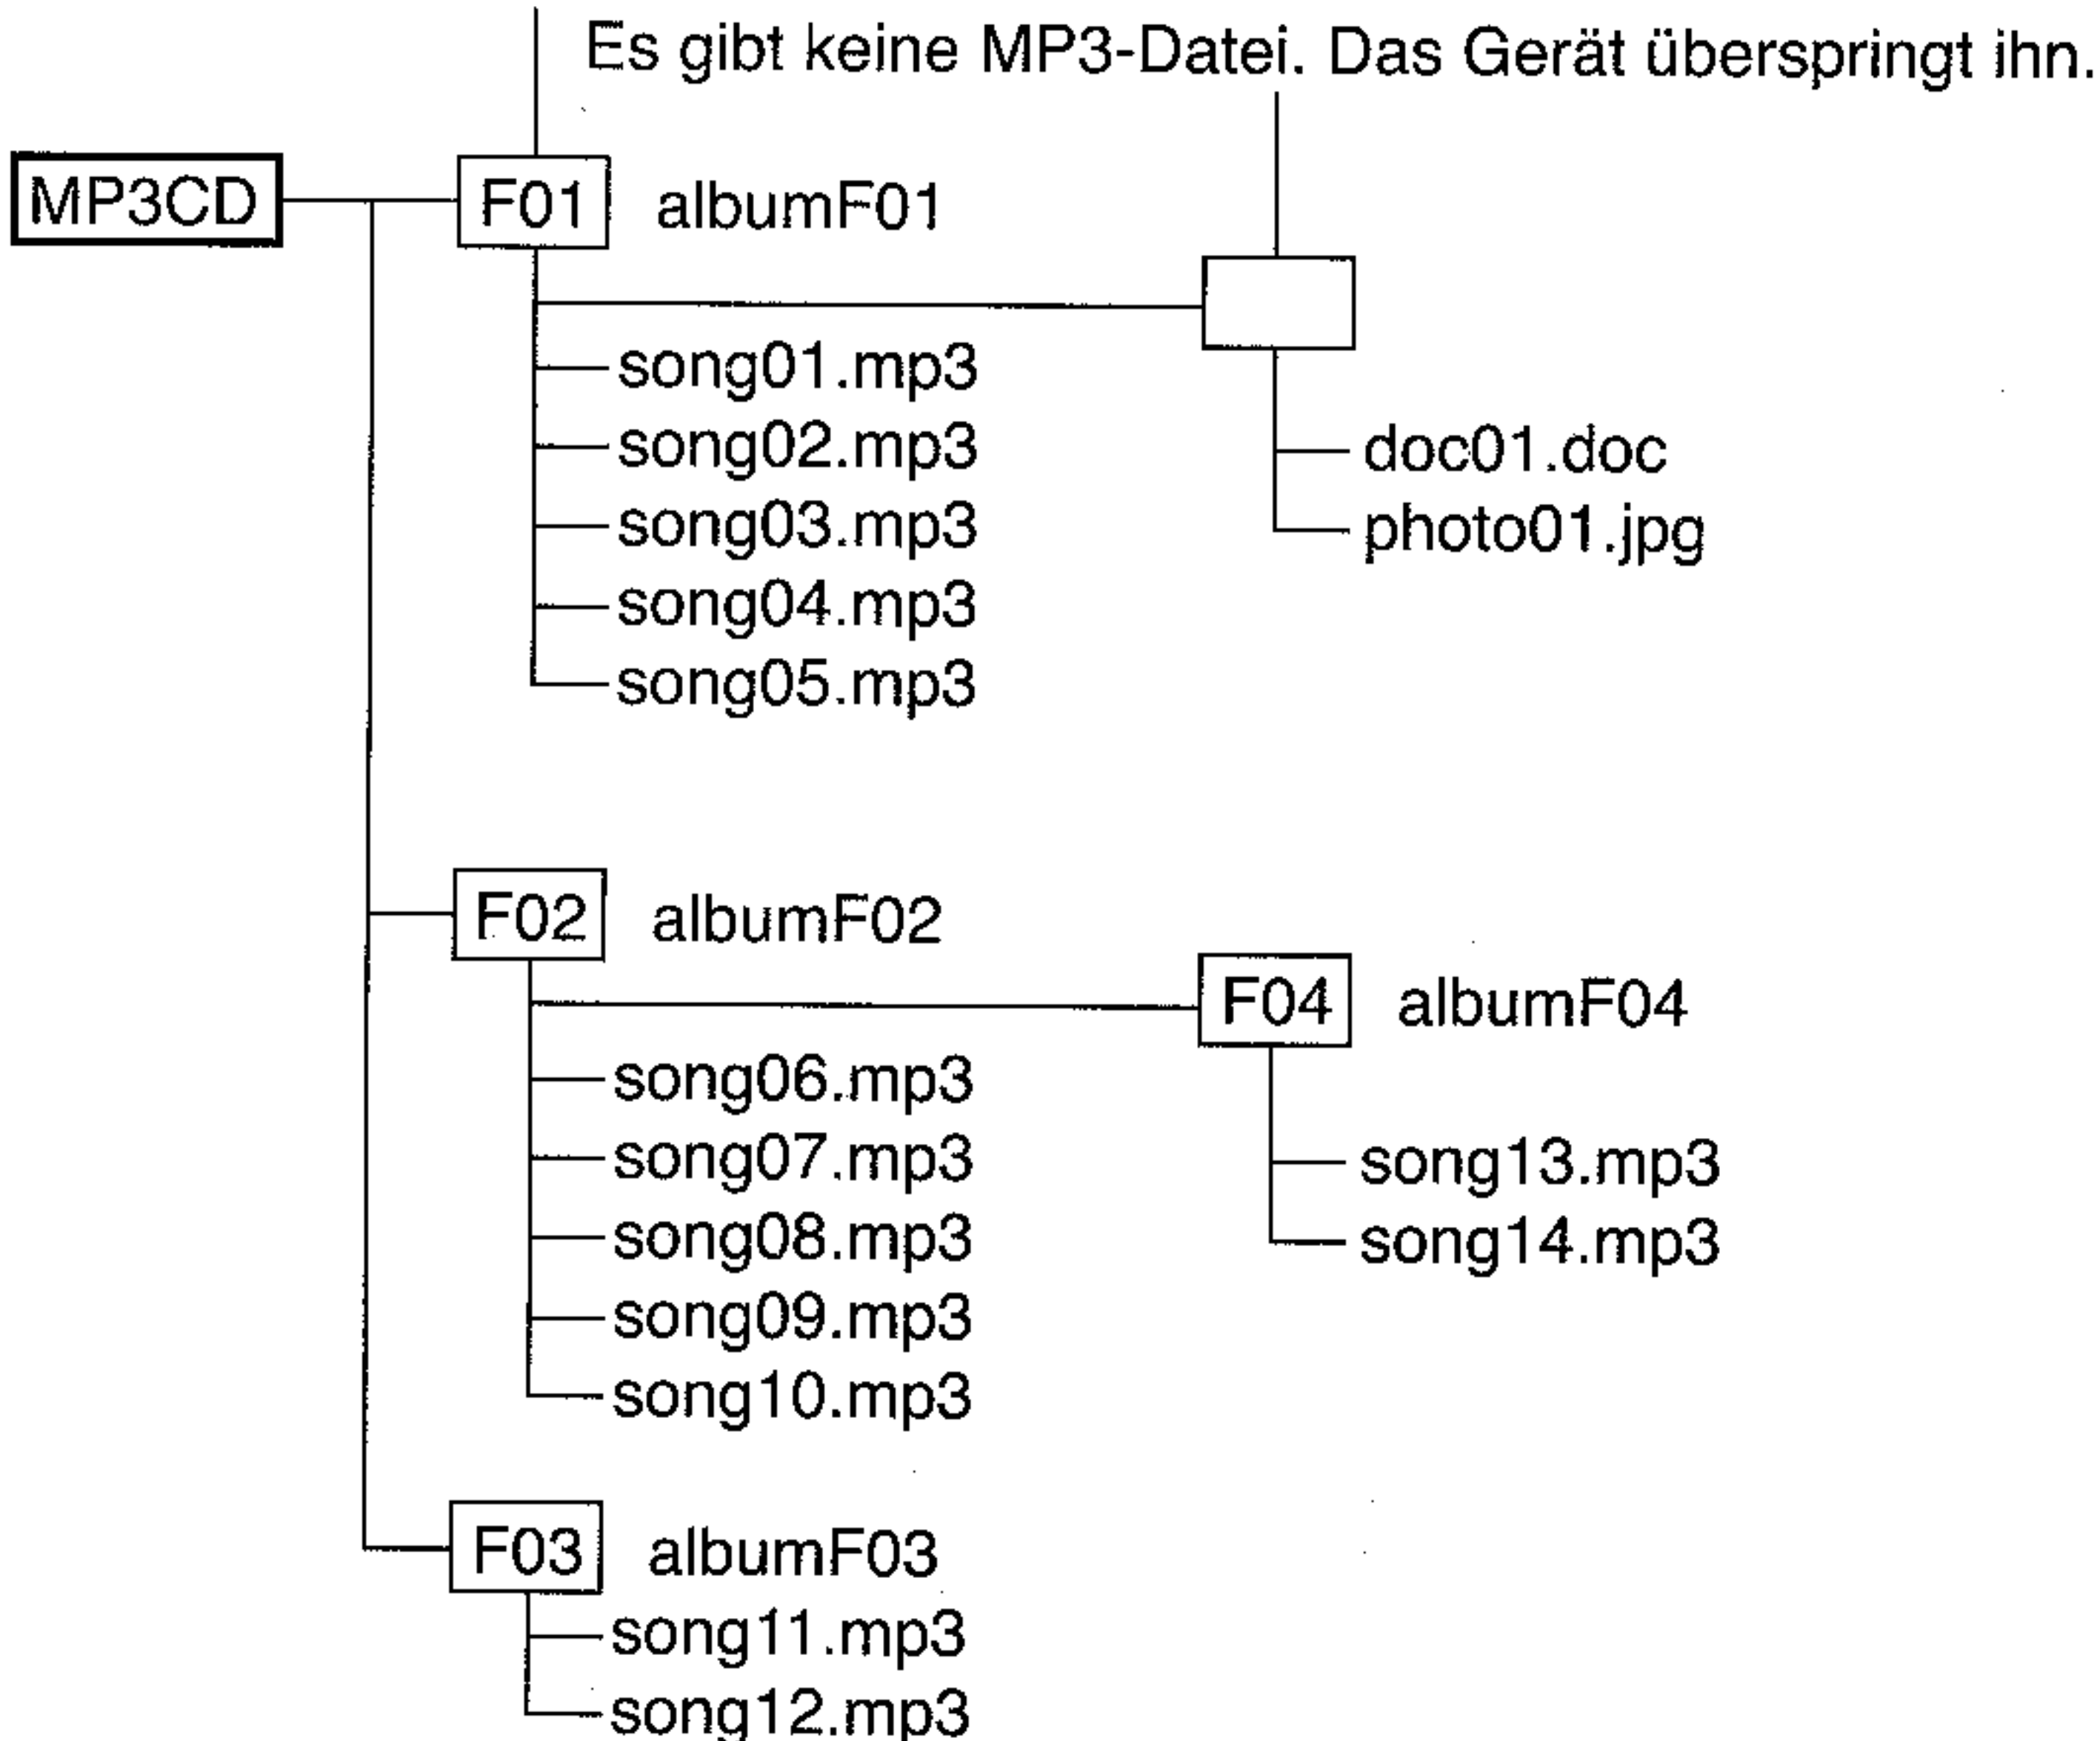 Es gibt keine MP3-Datei. Das Gerät überspringt ihn.
MP3CD
F01 albumF01
song01.mp3
song02.mp3
song03.mp3
song04.mp3
song05.mp3
doc01.doc
photo01.jpg
F02 albumF02
F04 albumF04
song06.mp3
song07.mp3
song08.mp3
song09.mp3
song10.mp3
song13.mp3
song14.mp3
F03 albumF03
song11.mp3
song12.mp3